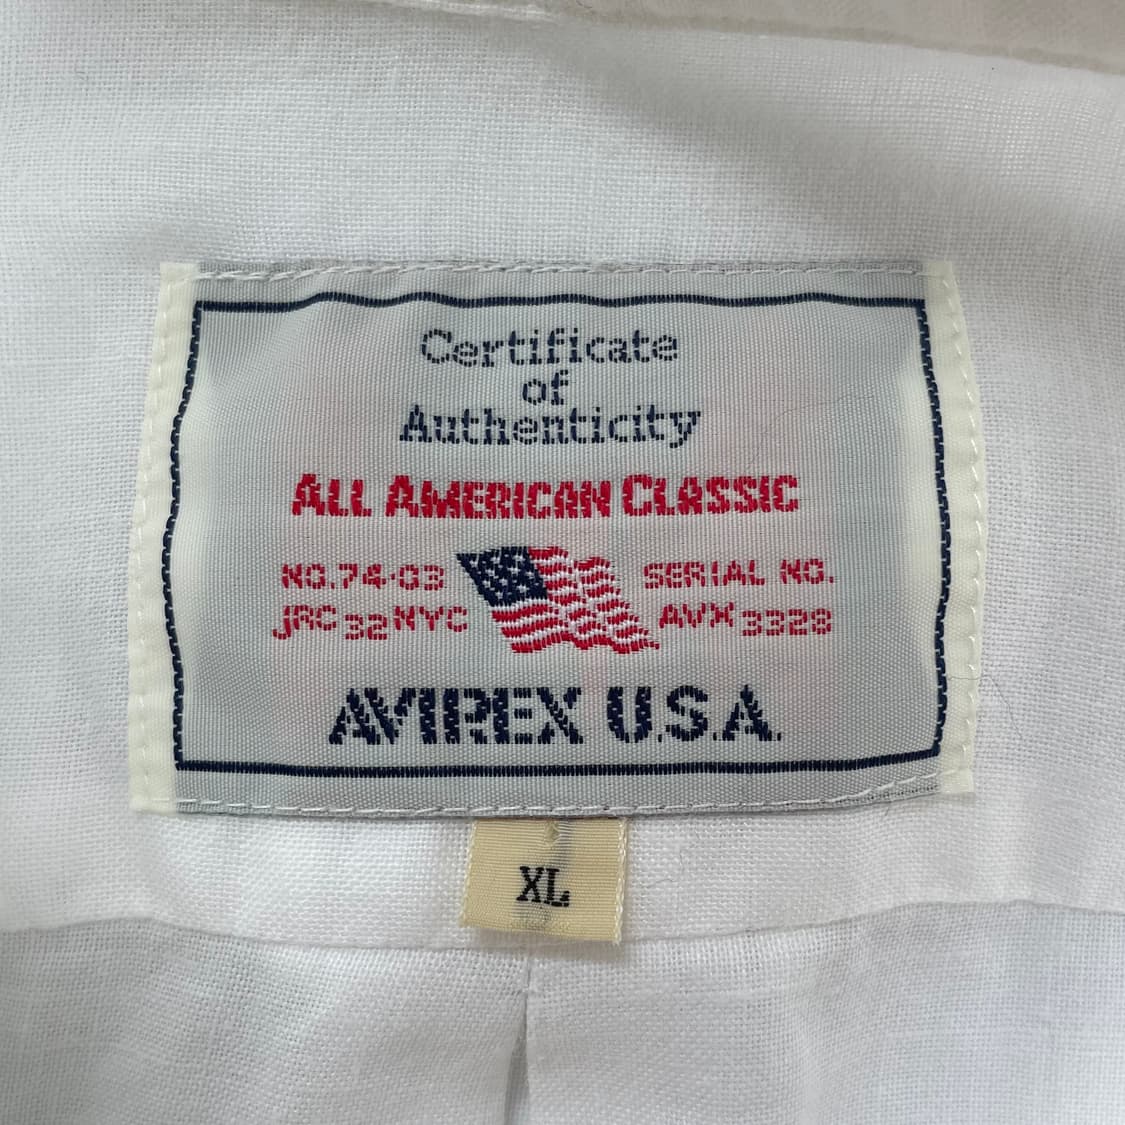 Certificate
of
Authenticity
ALL AMERICAN CLASSIC
NO.74-03
JRC 32 NYC
SERIAL NO.
AVX 3328
AVIREX U.S.A.
XL